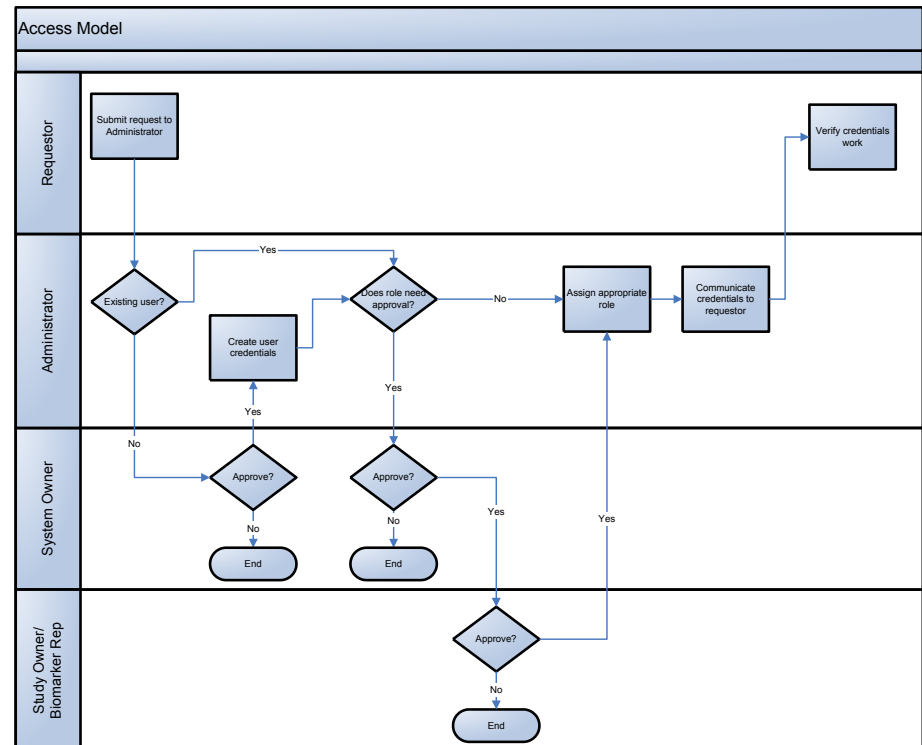 Access Model
Requestor
Submit request to
Administrator
Verify credentials
work
Administrator
Yes
Existing user?
Does role need
approval?
No
Assign appropriate
role
Communicate
credentials to
requestor
Create user
credentials
Yes
Yes
No
System Owner
Approve?
Approve?
Yes
Yes
No
No
End
End
Study Owner/
Biomarker Rep
Approve?
No
End